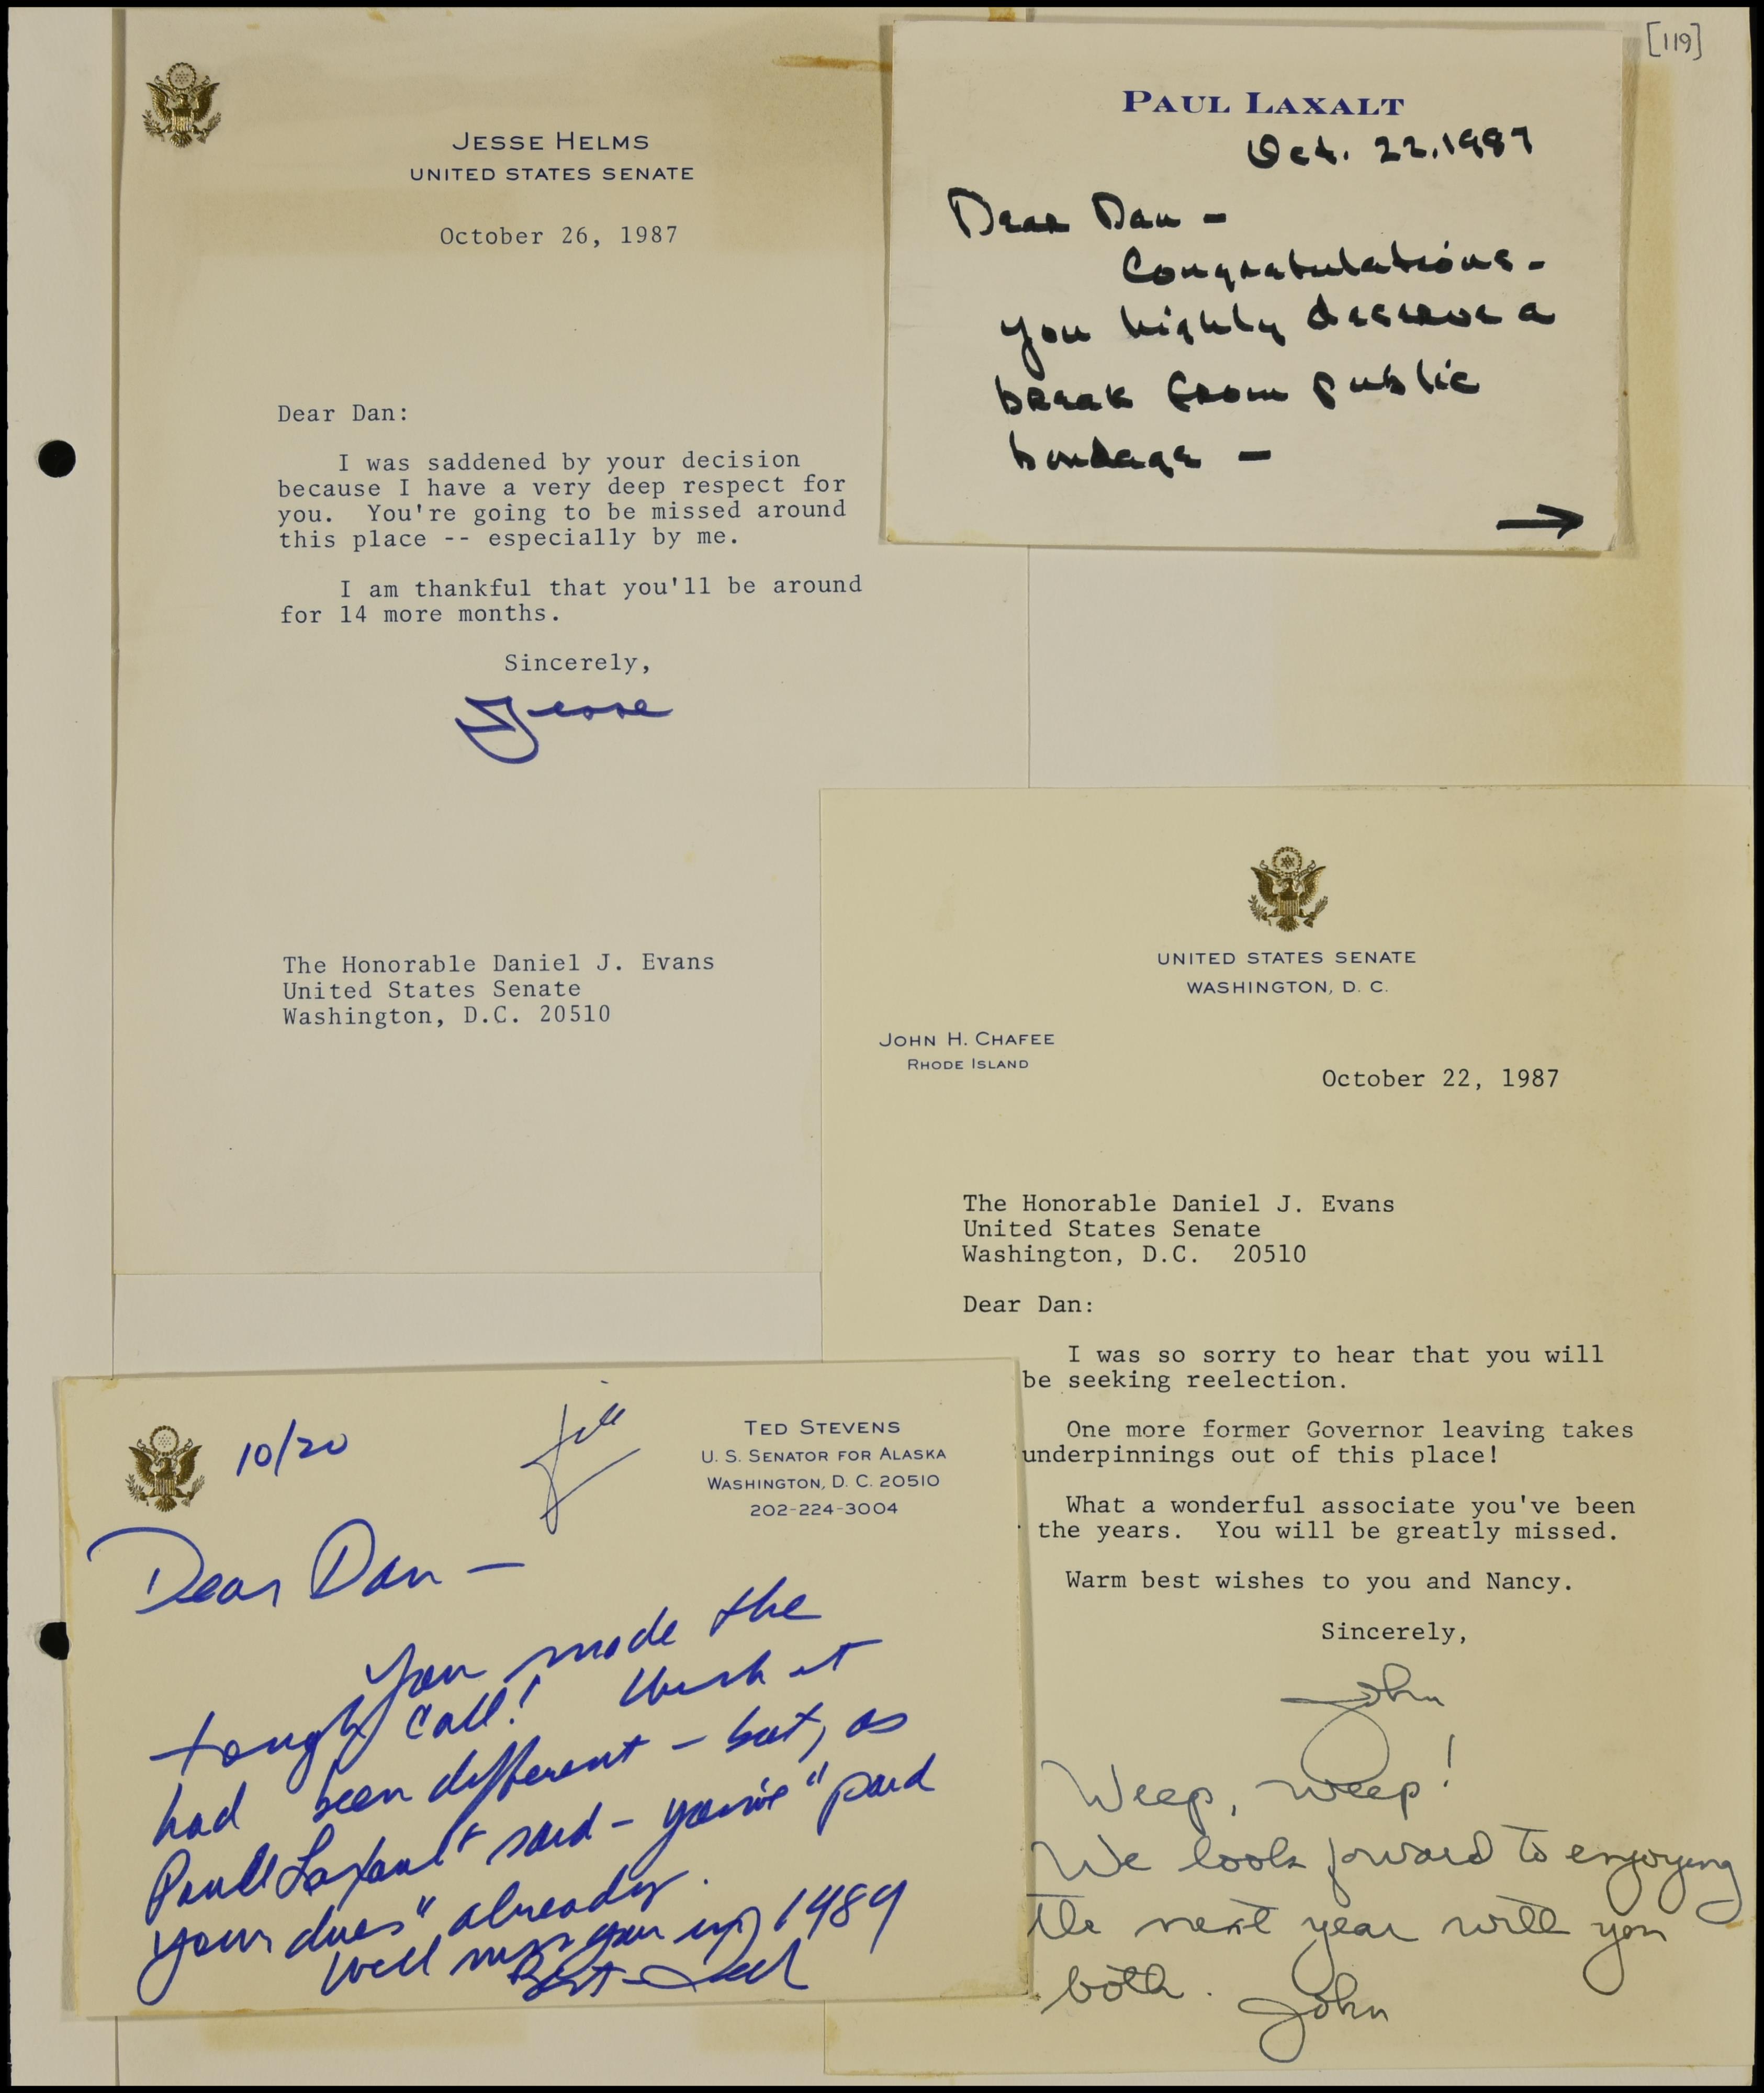 [119]
JESSE HELMS
UNITED STATES SENATE
October 26, 1987
Dear Dan:
I was saddened by your decision
because I have a very deep respect for
you. You're going to be missed around
this place -- especially by me.
I am thankful that you'll be around
for 14 more months.
Sincerely,
Jesse
The Honorable Daniel J. Evans
United States Senate
Washington, D.C. 20510
PAUL LAXALT
Oct. 22, 1987
Dear Dan -
Congratulations -
you highly deserve a
break from public
bondage -
→
UNITED STATES SENATE
WASHINGTON, D. C.
JOHN H. CHAFEE
RHODE ISLAND
October 22, 1987
The Honorable Daniel J. Evans
United States Senate
Washington, D.C. 20510
Dear Dan:
I was so sorry to hear that you will
be seeking reelection.
One more former Governor leaving takes
underpinnings out of this place!
What a wonderful associate you've been
the years. You will be greatly missed.
Warm best wishes to you and Nancy.
Sincerely,
John
Weep, weep!
We look forward to enjoying
the next year with you
both. John
10/20
TED STEVENS
U. S. SENATOR FOR ALASKA
WASHINGTON, D. C. 20510
202-224-3004
Dear Dan -
You made the
tough call! Wish it
had been different - but, as
Paul Laxalt said - you've "paid
your dues" already.
We'll miss you in 1989
Best - Ted